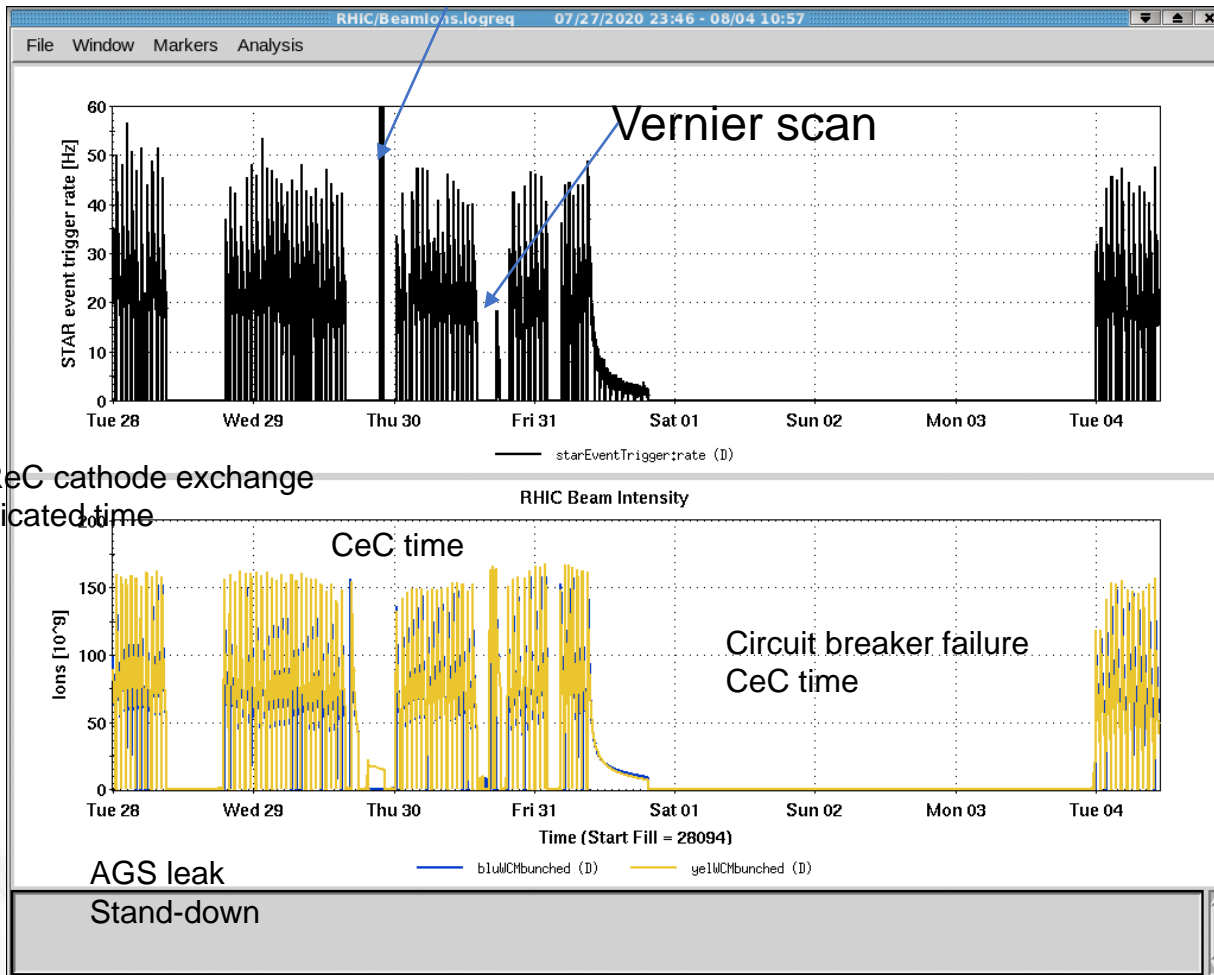 RHIC/BeamIons.logreq 07/27/2020 23:46 - 08/04 10:57
File Window Markers Analysis
Vernier scan
STAR event trigger rate [Hz]
60
50
40
30
20
10
0
Tue 28 Wed 29 Thu 30 Fri 31 Sat 01 Sun 02 Mon 03 Tue 04
starEventTrigger:rate (D)
ReC cathode exchange
icated time
RHIC Beam Intensity
CeC time
Ions [10^9]
200
150
100
50
0
Circuit breaker failure
CeC time
Tue 28 Wed 29 Thu 30 Fri 31 Sat 01 Sun 02 Mon 03 Tue 04
Time (Start Fill = 28094)
bluWCMbunched (D) yelWCMbunched (D)
AGS leak
Stand-down